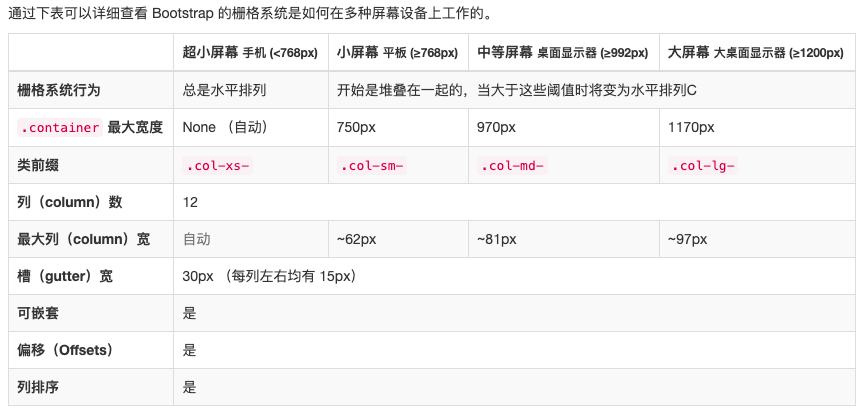 通过下表可以详细查看 Bootstrap 的栅格系统是如何在多种屏幕设备上工作的。
超小屏幕 手机 (<768px) 小屏幕 平板 (≥768px) 中等屏幕 桌面显示器 (≥992px) 大屏幕 大桌面显示器 (≥1200px)
栅格系统行为 总是水平排列 开始是堆叠在一起的，当大于这些阈值时将变为水平排列C
.container 最大宽度 None （自动） 750px 970px 1170px
类前缀 .col-xs- .col-sm- .col-md- .col-lg-
列（column）数 12
最大列（column）宽 自动 ~62px ~81px ~97px
槽（gutter）宽 30px （每列左右均有 15px）
可嵌套 是
偏移（Offsets） 是
列排序 是